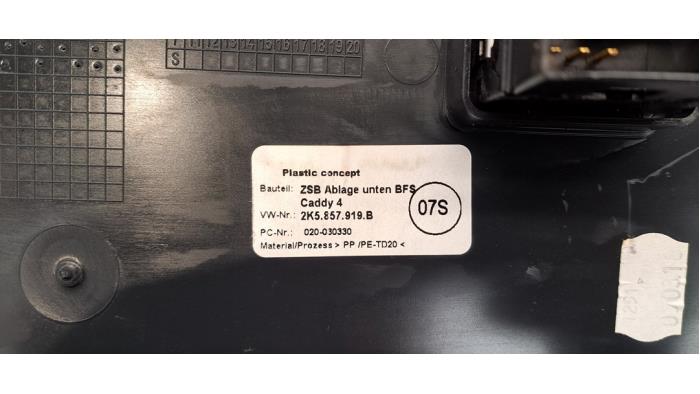 11 12 13 14 15 16 17 18 19 20
S
Plastic concept
Bauteil: ZSB Ablage unten BFS
Caddy 4
VW-Nr.: 2K5.857.919.B
07S
PC-Nr.: 020-030330
Material/Prozess > PP /PE-TD20 <